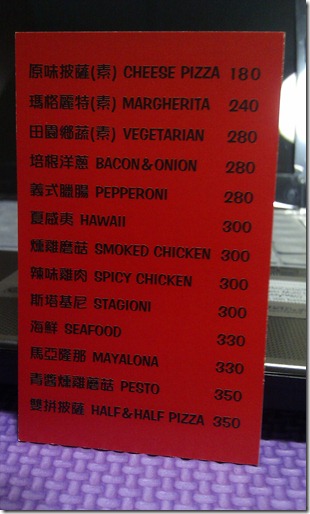 原味披薩(素) CHEESE PIZZA 180
瑪格麗特(素) MARGHERITA 240
田園鄉蔬(素) VEGETARIAN 280
培根洋蔥 BACON&ONION 280
義式臘腸 PEPPERONI 280
夏威夷 HAWAII 300
燻雞磨菇 SMOKED CHICKEN 300
辣味雞肉 SPICY CHICKEN 300
斯塔基尼 STAGIONI 300
海鮮 SEAFOOD 330
馬亞隆那 MAYALONA 330
青醬燻雞磨菇 PESTO 350
雙拼披薩 HALF&HALF PIZZA 350